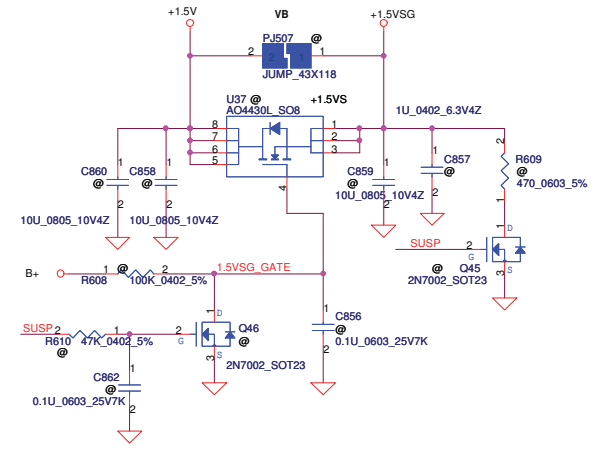 +1.5V
VB
+1.5VSG
PJ507 @
2 2 1 1
JUMP_43X118
U37 @
AO4430L_SO8
+1.5VS
1U_0402_6.3V4Z
8 1
7 2
6 3
5
4
1 1 1 1 2
C860 C858 C859 C857 R609
@ @ @ @ @
470_0603_5%
2 2 2 2 1
10U_0805_10V4Z 10U_0805_10V4Z 10U_0805_10V4Z
SUSP 2 G
1 D
3 S
@ Q45
2N7002_SOT23
@
B+ 1 2 1.5VSG_GATE
R608 100K_0402_5%
SUSP 2 1 2 G
1 D
3 S
R610 47K_0402_5%
@
Q46
@
2N7002_SOT23
1
C856
@
0.1U_0603_25V7K
2
1
C862
@
0.1U_0603_25V7K
2